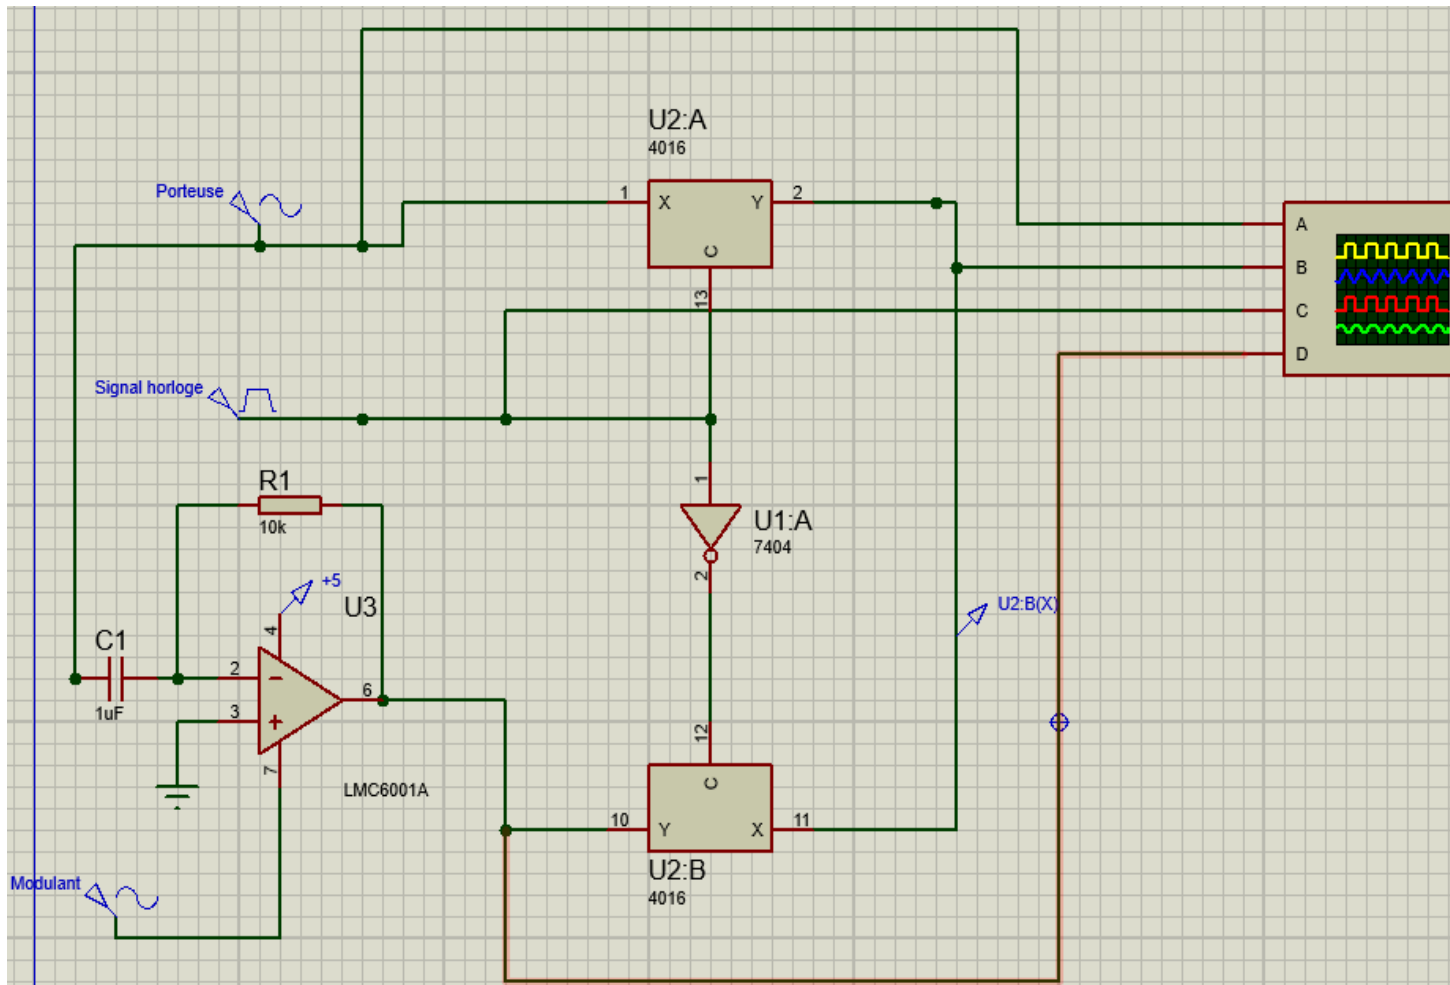 U2:A
4016
Porteuse
1
X
Y
2
C
13
A
B
C
D
Signal horloge
R1
10k
1
U1:A
7404
2
+5
U3
4
U2:B(X)
C1
1uF
2
6
3
7
LMC6001A
12
C
10
Y
X
11
U2:B
4016
Modulant